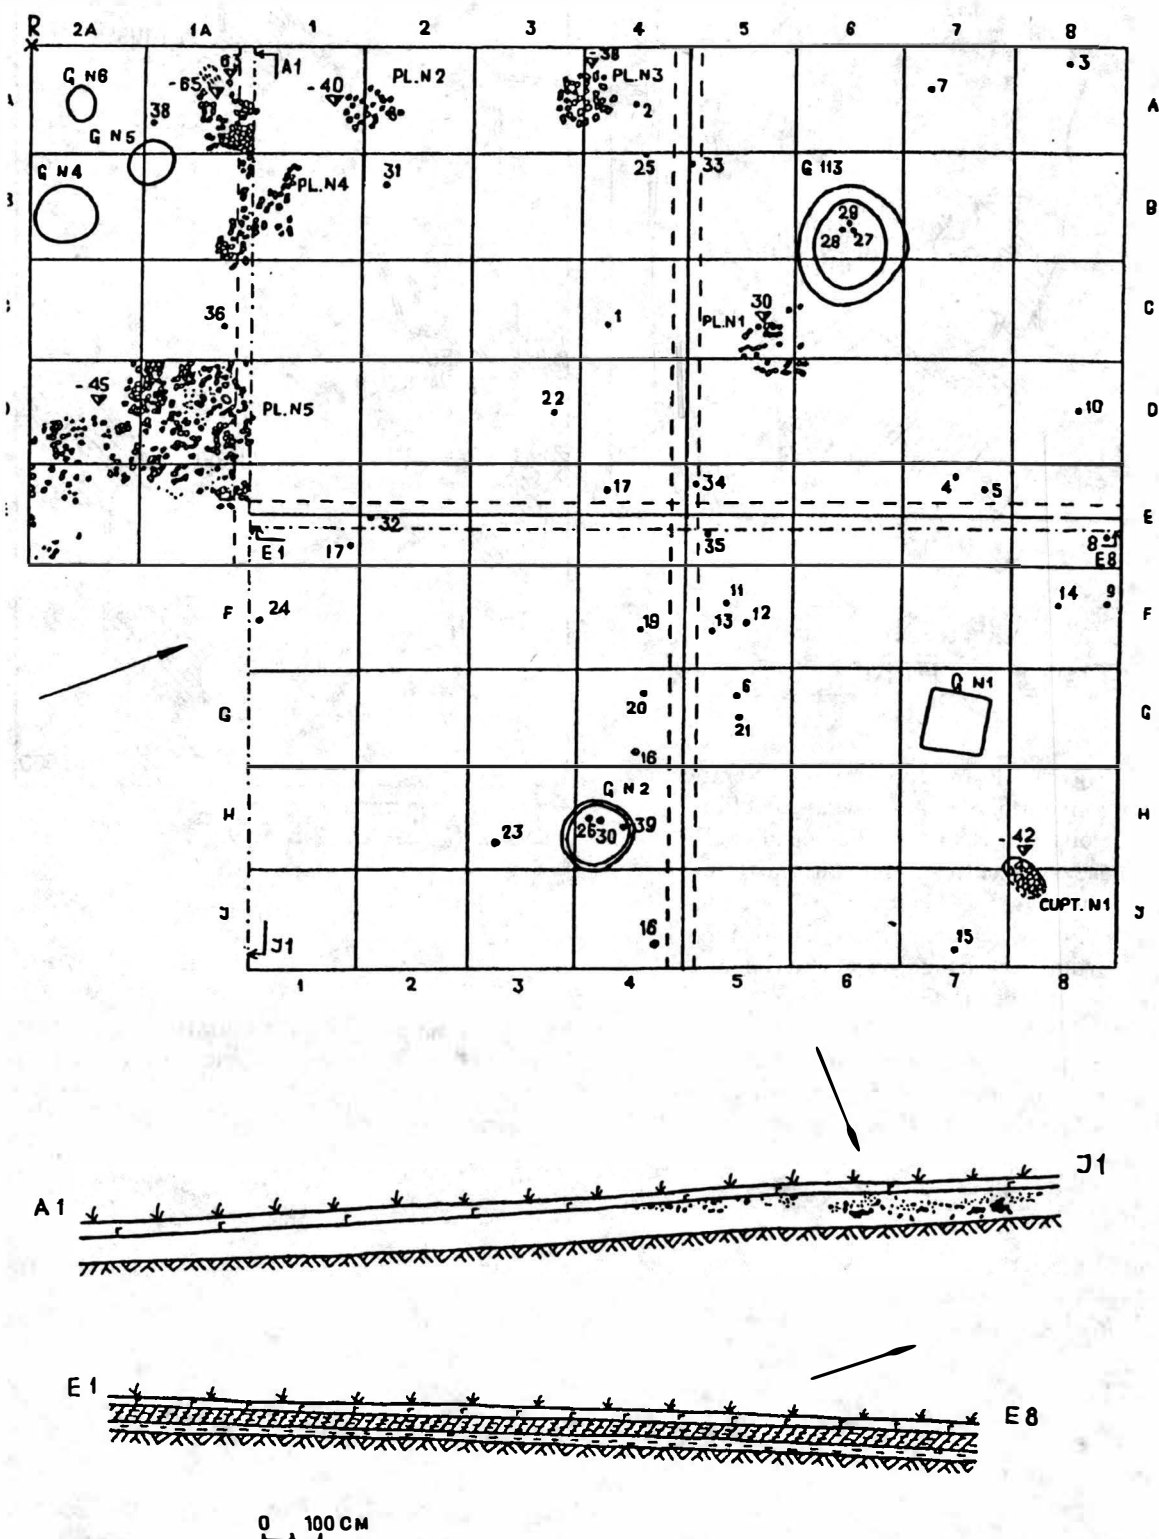 R 2A 1A 1 2 3 4 5 6 7 8
G N6 -65 63 A1 -40 PL.N2 -38 PL.N3 2 7 3
A
38
G N5
G N4 PL.N4 31 25 33 G 113
29
28 27
B B
36 1 PL.N1 30
C
-45 PL.N5 22 10
D
17 34 4 5
E
32
E1 17 35 8
E8
F 24 19 11 13 12 14 9 F
G 20 6 21 G N1 G
16
G N2
H 23 26 30 39 H
-42
CUPT. N1
J J1 16 15 J
1 2 3 4 5 6 7 8
A1 J1
E1 E8
0 100 CM